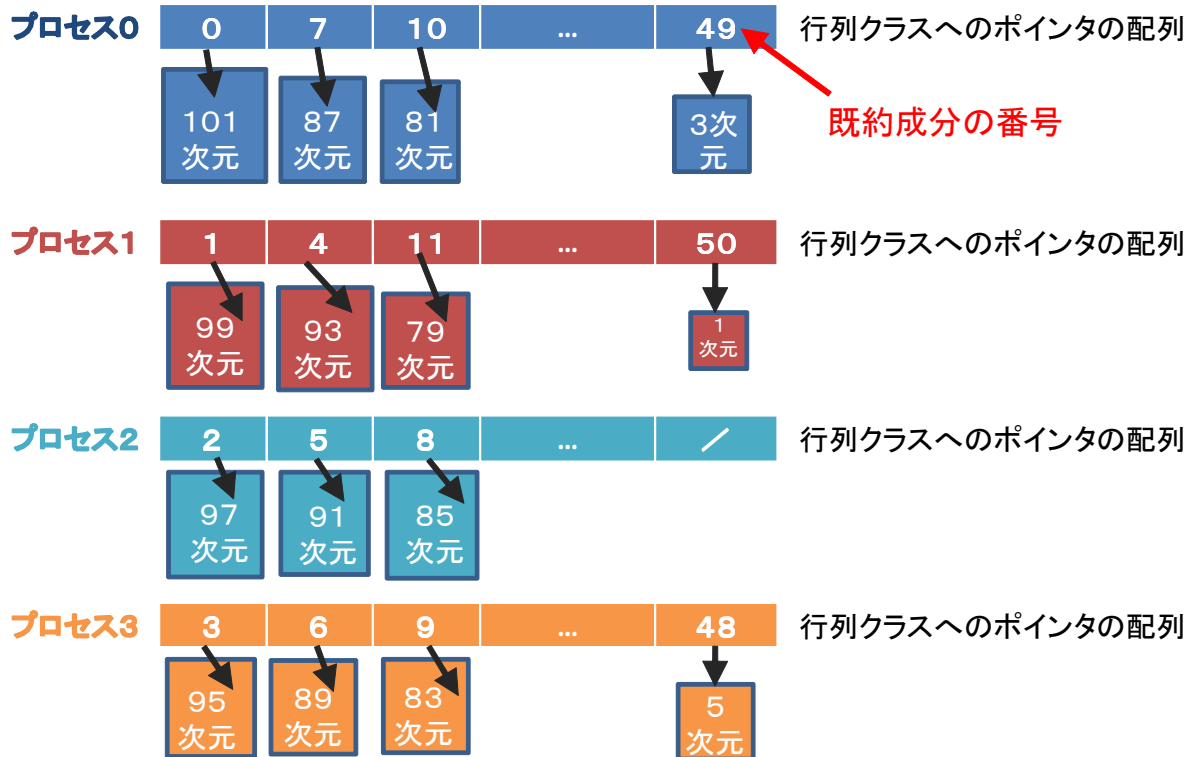 プロセス0 0 7 10 … 49 行列クラスへのポインタの配列
既約成分の番号
101
次元
87
次元
81
次元
3次
元
プロセス1 1 4 11 … 50 行列クラスへのポインタの配列
99
次元
93
次元
79
次元
1
次元
プロセス2 2 5 8 … ／ 行列クラスへのポインタの配列
97
次元
91
次元
85
次元
プロセス3 3 6 9 … 48 行列クラスへのポインタの配列
95
次元
89
次元
83
次元
5
次元